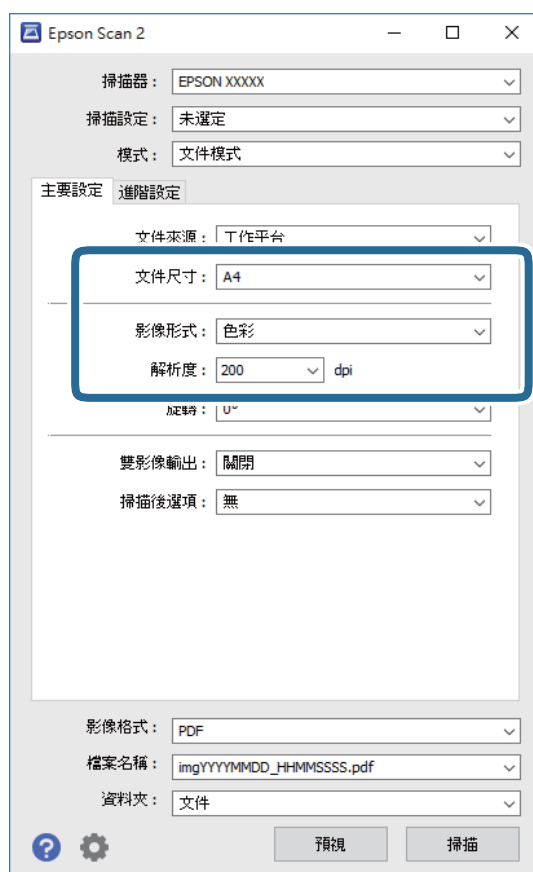 Epson Scan 2
掃描器： EPSON XXXXX
掃描設定： 未選定
模式： 文件模式
主要設定 進階設定
文件來源： 工作平台
文件尺寸： A4
影像形式： 色彩
解析度： 200 dpi
旋轉： 0°
雙影像輸出： 關閉
掃描後選項： 無
影像格式： PDF
檔案名稱： imgYYYYMMDD_HHMMSSSS.pdf
資料夾： 文件
? 預視 掃描